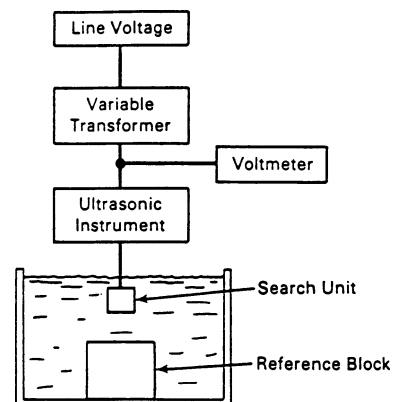 Line Voltage
Variable
Transformer
Voltmeter
Ultrasonic
Instrument
Search Unit
Reference Block